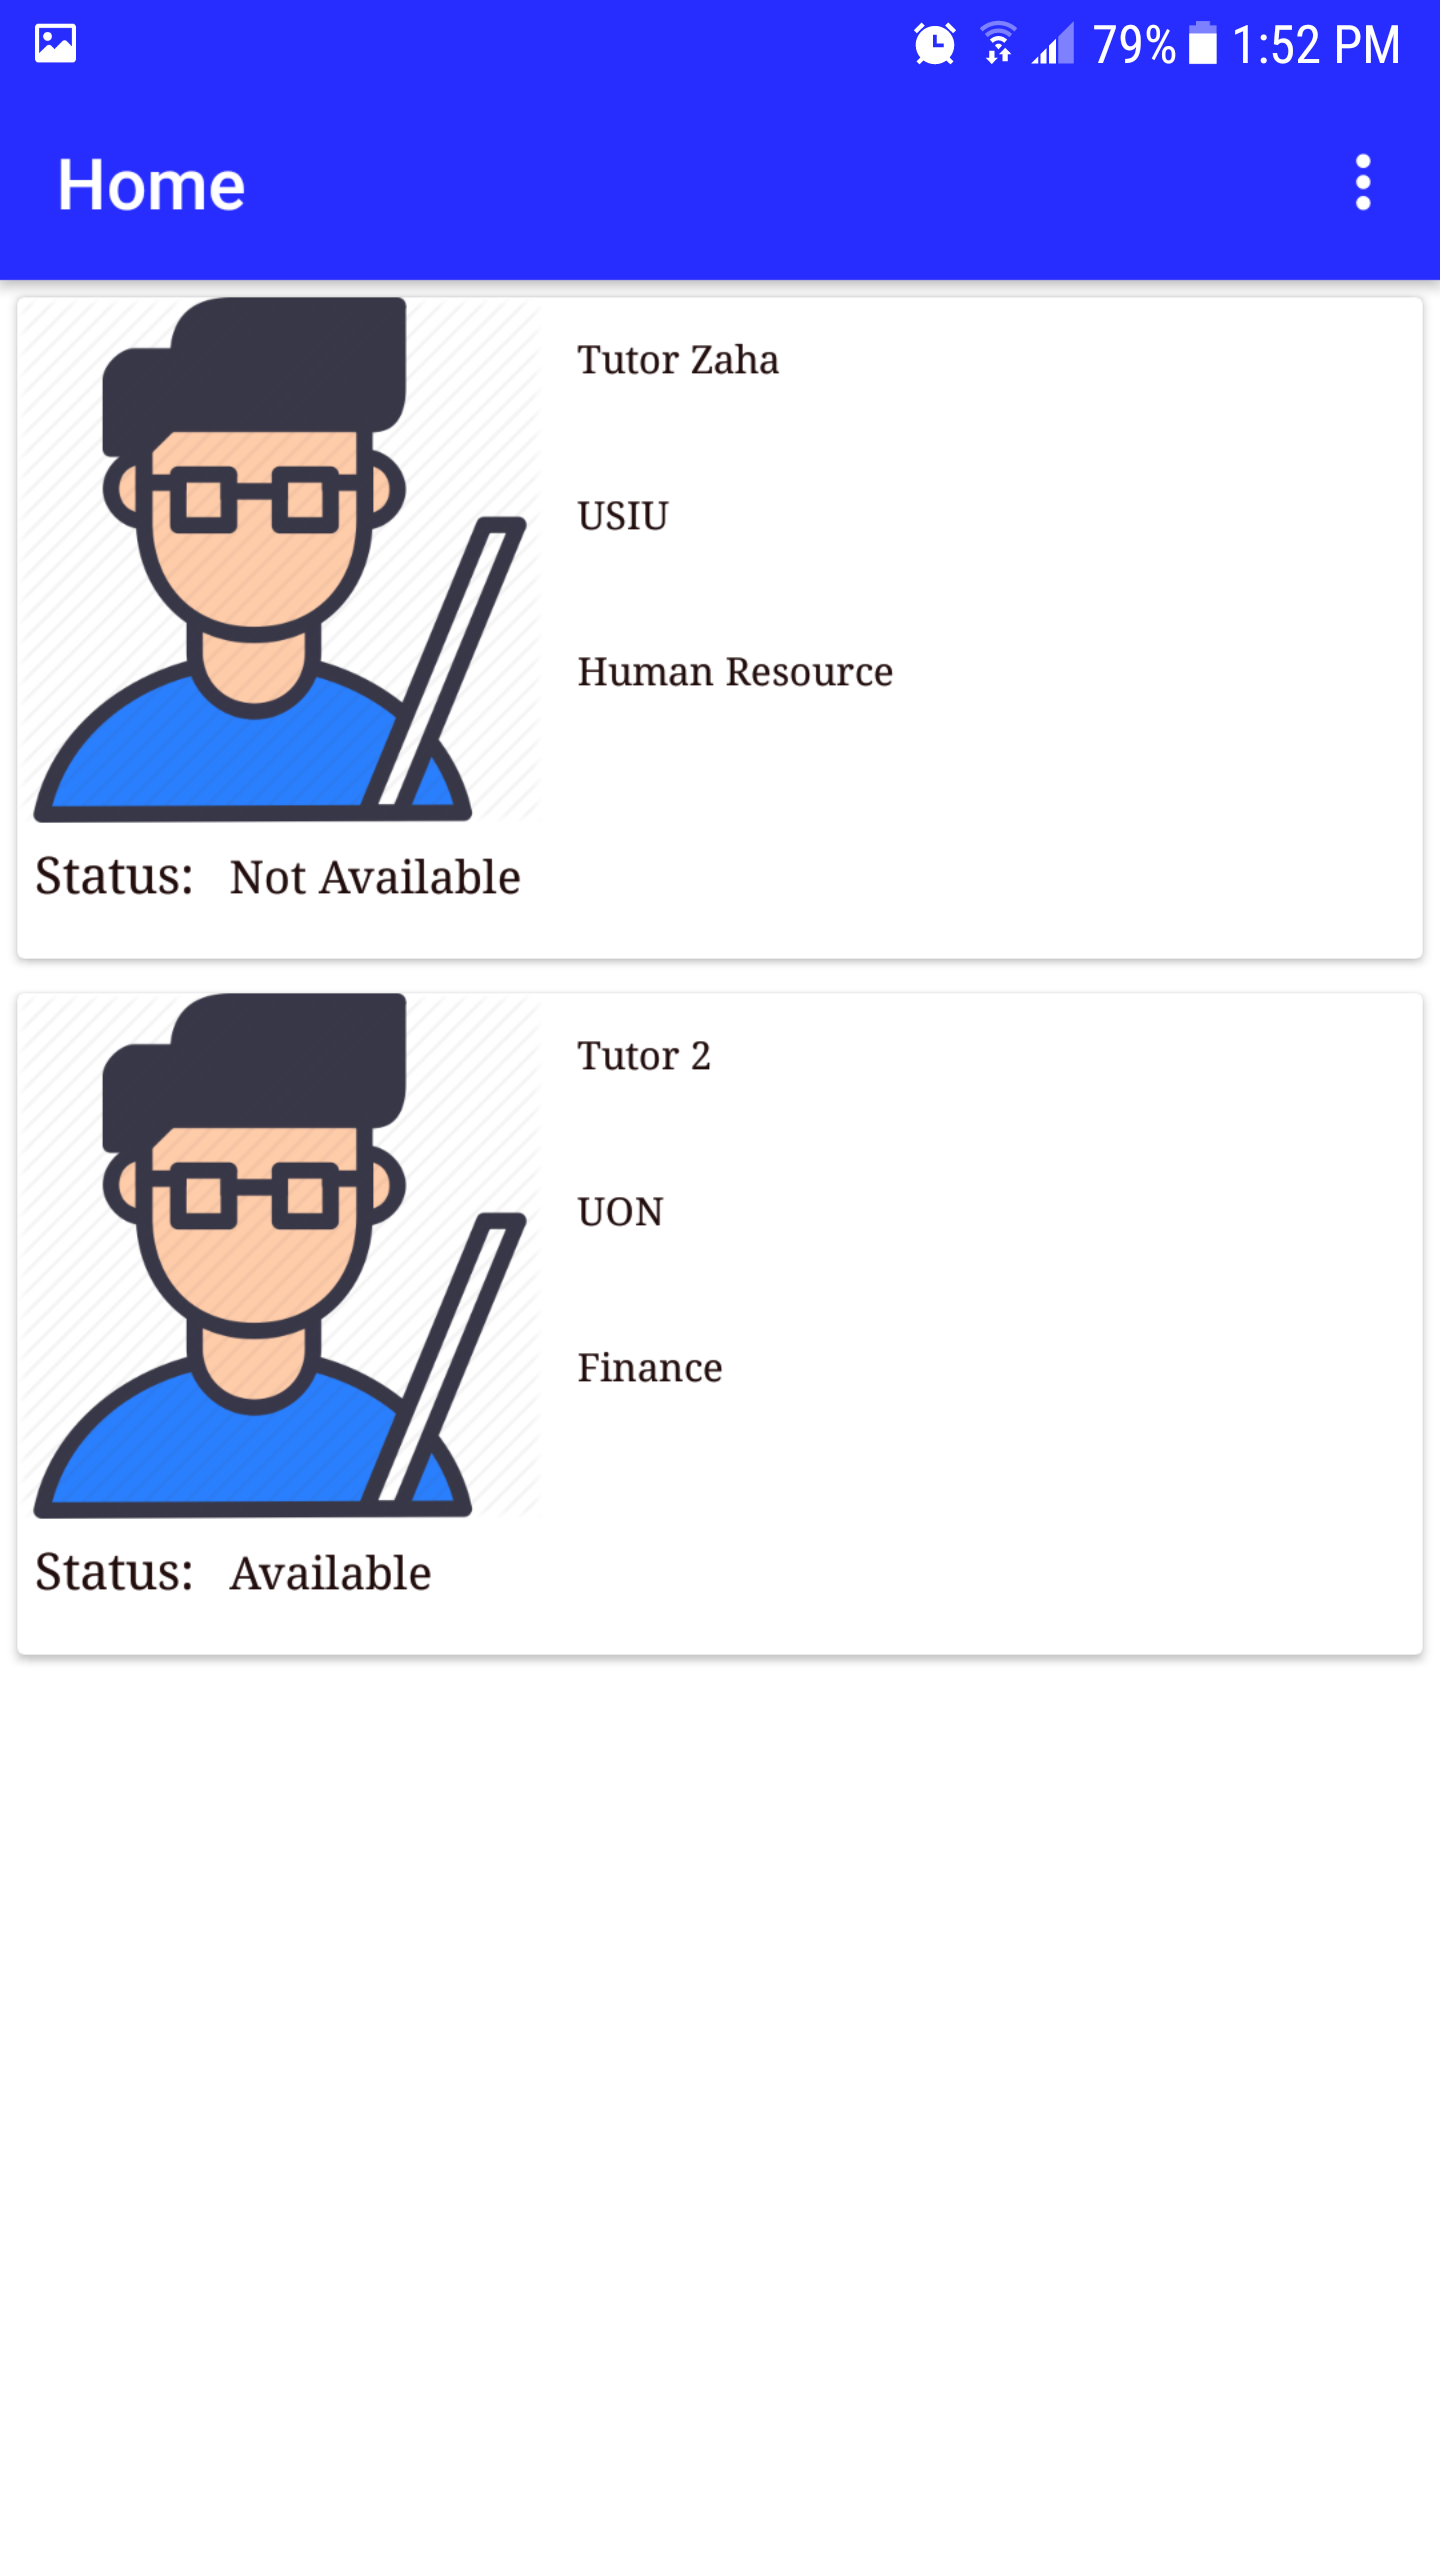 79% 1:52 PM
Home
Tutor Zaha
USIU
Human Resource
Status: Not Available
Tutor 2
UON
Finance
Status: Available